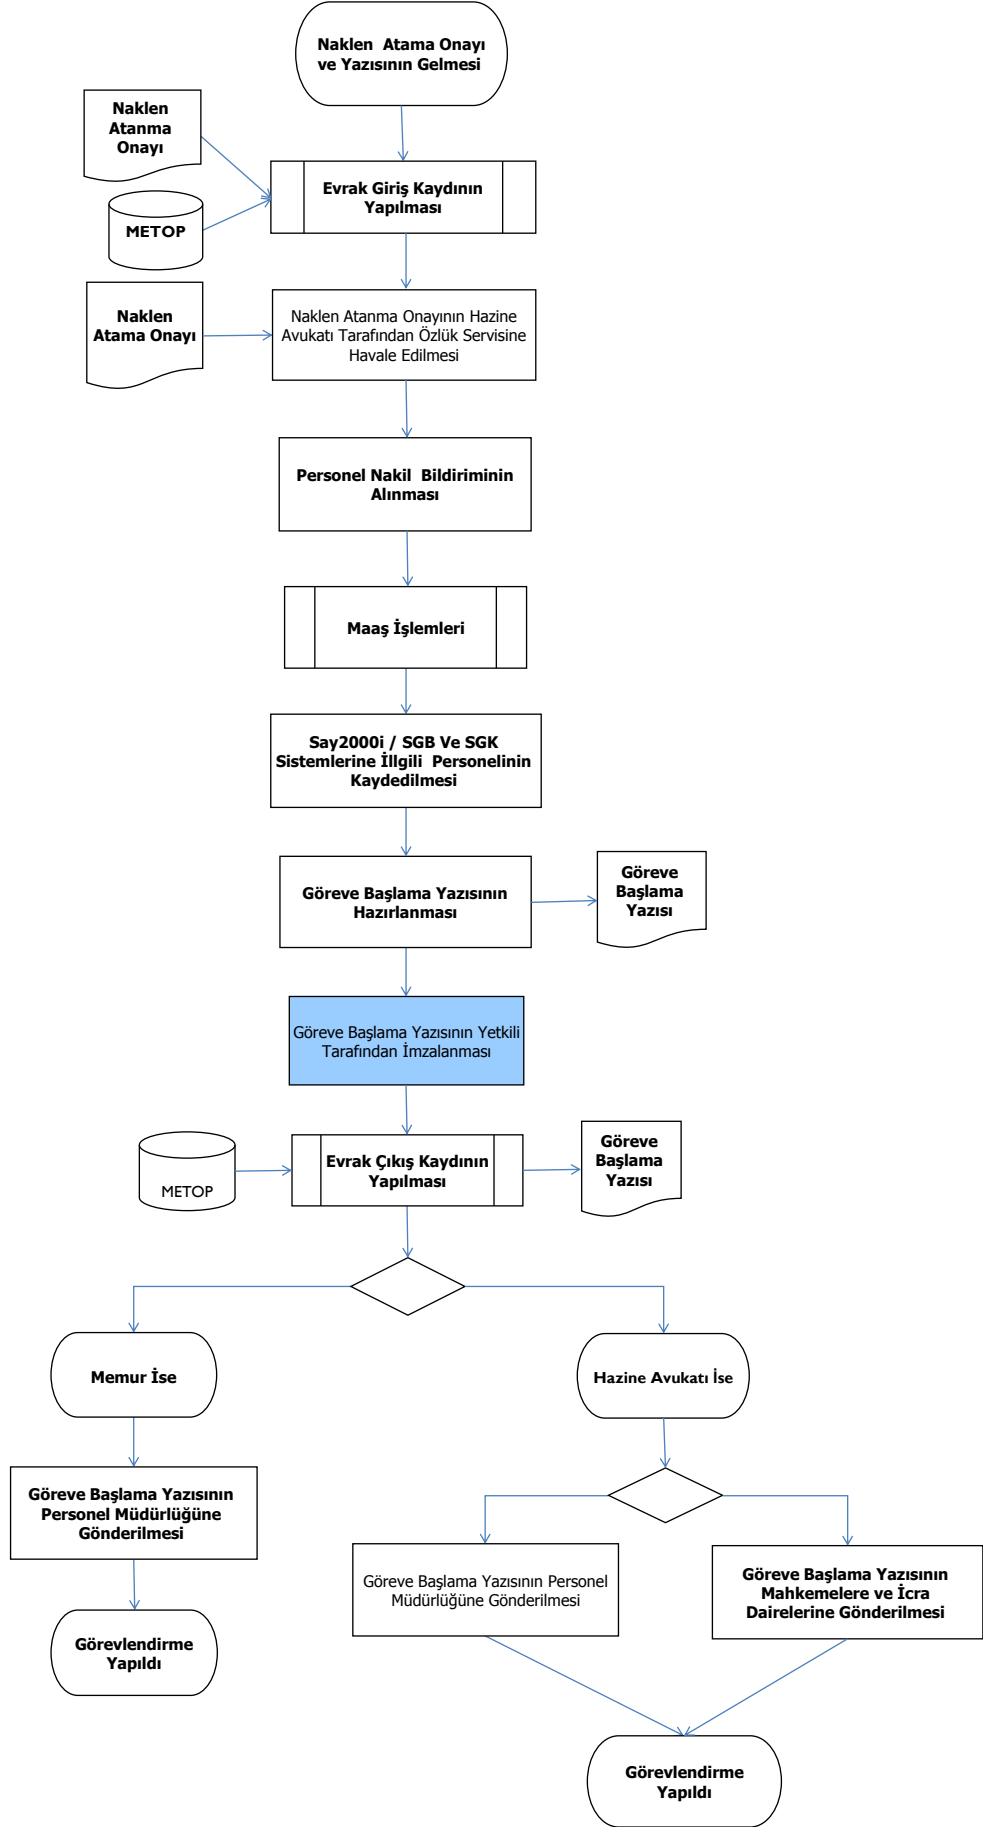 Naklen Atama Onayı
ve Yazısının Gelmesi
Naklen
Atanma
Onayı
Evrak Giriş Kaydının
Yapılması
METOP
Naklen
Atama Onayı
Naklen Atanma Onayının Hazine
Avukatı Tarafından Özlük Servisine
Havale Edilmesi
Personel Nakil Bildiriminin
Alınması
Maaş İşlemleri
Say2000i / SGB Ve SGK
Sistemlerine İllgili Personelinin
Kaydedilmesi
Göreve Başlama Yazısının
Hazırlanması
Göreve
Başlama
Yazısı
Göreve Başlama Yazısının Yetkili
Tarafından İmzalanması
METOP
Evrak Çıkış Kaydının
Yapılması
Göreve
Başlama
Yazısı
Memur İse
Hazine Avukatı İse
Göreve Başlama Yazısının
Personel Müdürlüğüne
Gönderilmesi
Göreve Başlama Yazısının Personel
Müdürlüğüne Gönderilmesi
Göreve Başlama Yazısının
Mahkemelere ve İcra
Dairelerine Gönderilmesi
Görevlendirme
Yapıldı
Görevlendirme
Yapıldı